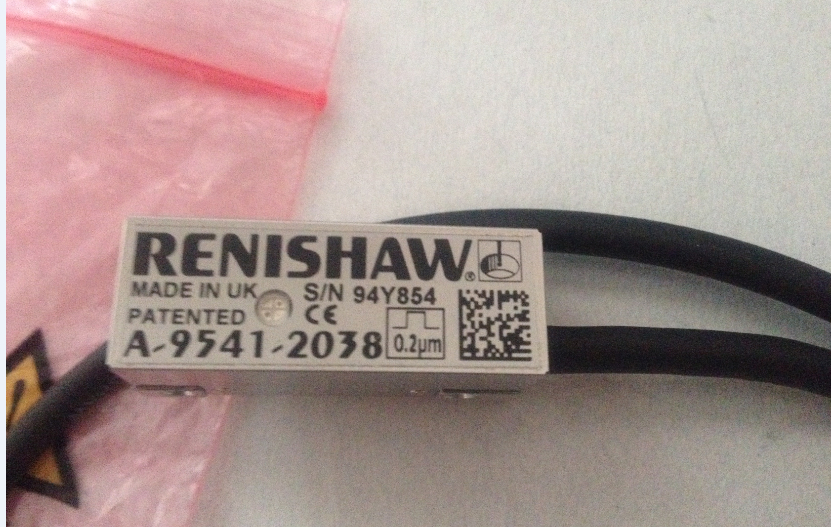 RENISHAW®
MADE IN UK S/N 94Y854
PATENTED CE
A-9541-2038 0.2µm